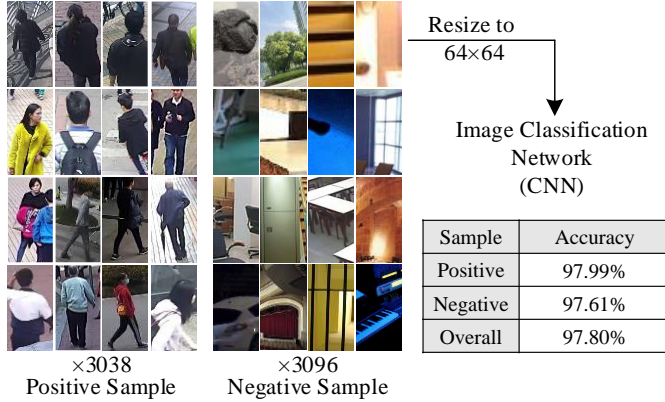 Resize to
64×64
Image Classification
Network
(CNN)
Sample Accuracy
Positive 97.99%
Negative 97.61%
Overall 97.80%
×3038
Positive Sample
×3096
Negative Sample